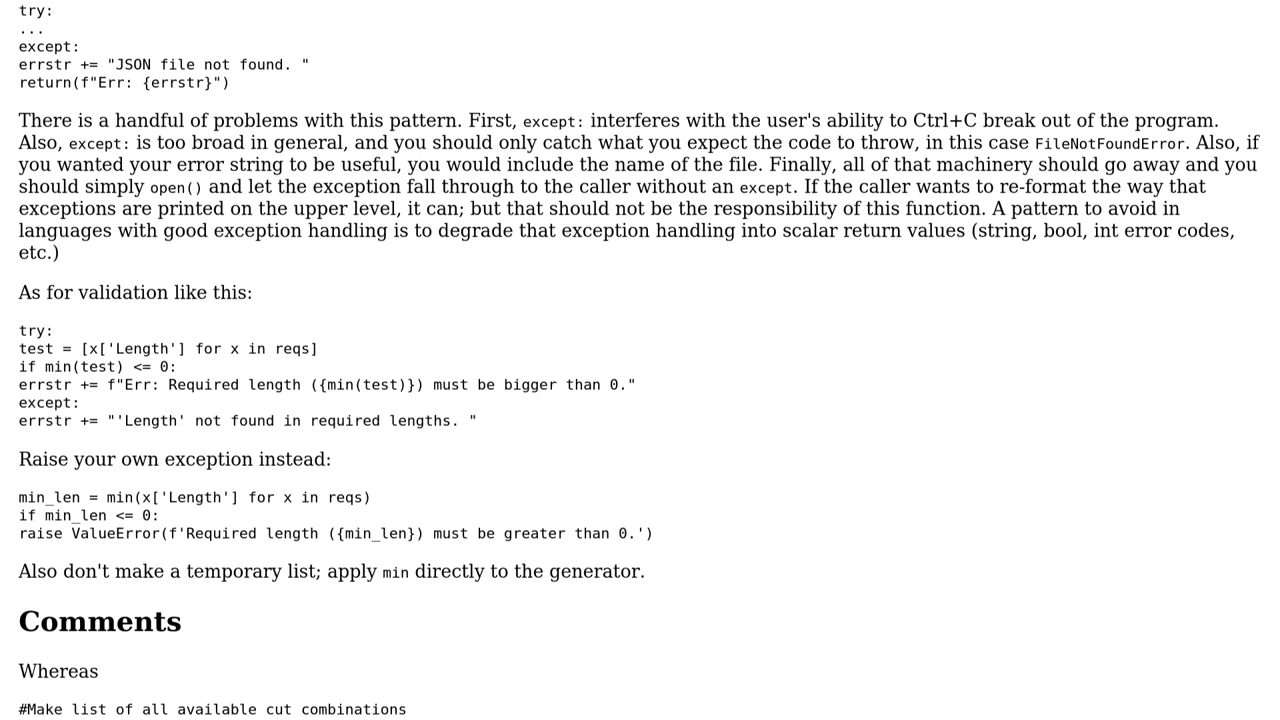 try:
...
except:
errstr += "JSON file not found. "
return(f"Err: {errstr}")
There is a handful of problems with this pattern. First, except: interferes with the user's ability to Ctrl+C break out of the program.
Also, except: is too broad in general, and you should only catch what you expect the code to throw, in this case FileNotFoundError. Also, if
you wanted your error string to be useful, you would include the name of the file. Finally, all of that machinery should go away and you
should simply open() and let the exception fall through to the caller without an except. If the caller wants to re-format the way that
exceptions are printed on the upper level, it can; but that should not be the responsibility of this function. A pattern to avoid in
languages with good exception handling is to degrade that exception handling into scalar return values (string, bool, int error codes,
etc.)
As for validation like this:
try:
test = [x['Length'] for x in reqs]
if min(test) <= 0:
errstr += f"Err: Required length ({min(test)}) must be bigger than 0."
except:
errstr += "'Length' not found in required lengths. "
Raise your own exception instead:
min_len = min(x['Length'] for x in reqs)
if min_len <= 0:
raise ValueError(f'Required length ({min_len}) must be greater than 0.')
Also don't make a temporary list; apply min directly to the generator.
Comments
Whereas
#Make list of all available cut combinations